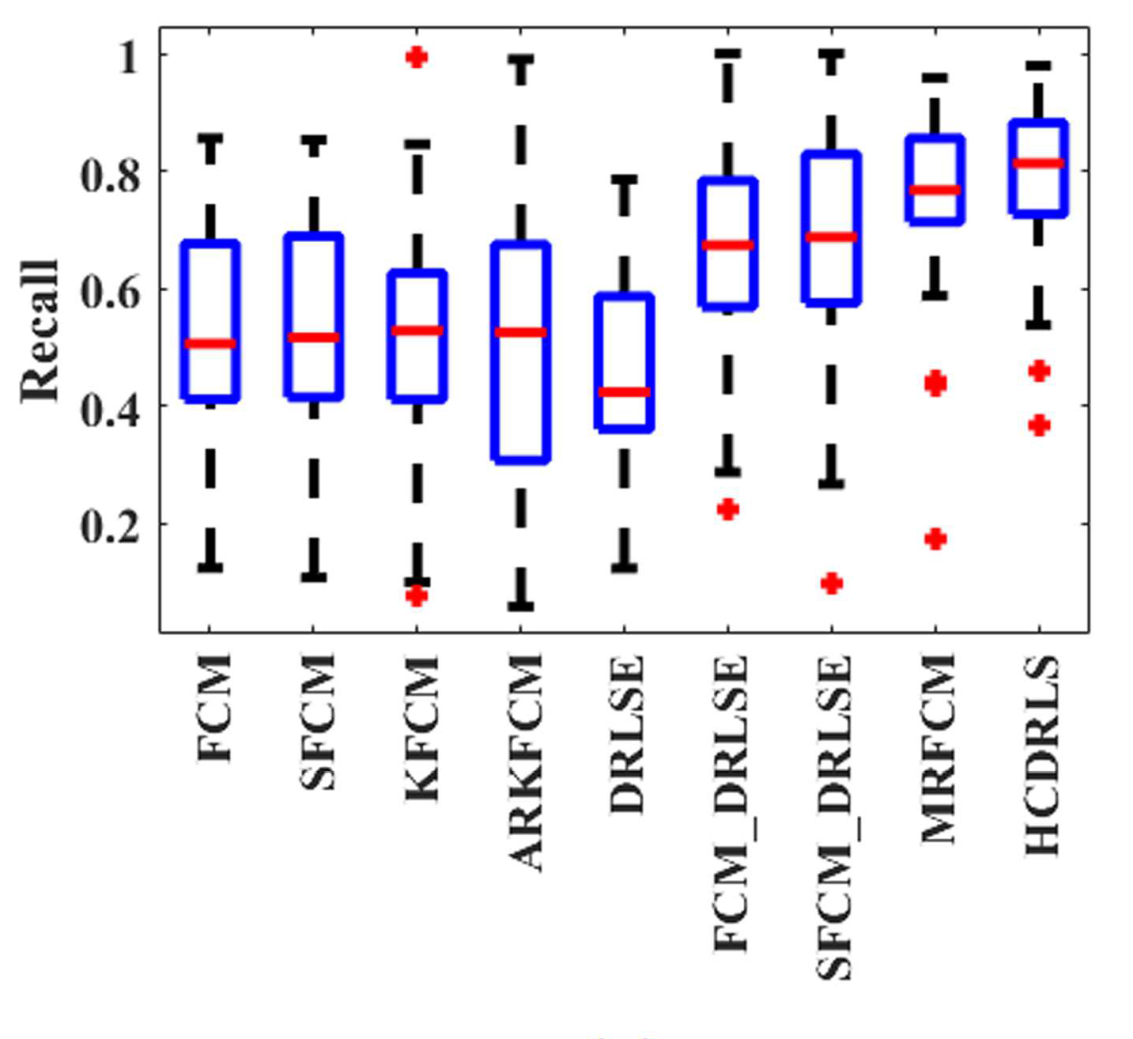 Recall
1
0.8
0.6
0.4
0.2
FCM
SFCM
KFCM
ARKFCM
DRLSE
FCM_DRLSE
SFCM_DRLSE
MRFCM
HCDRLS